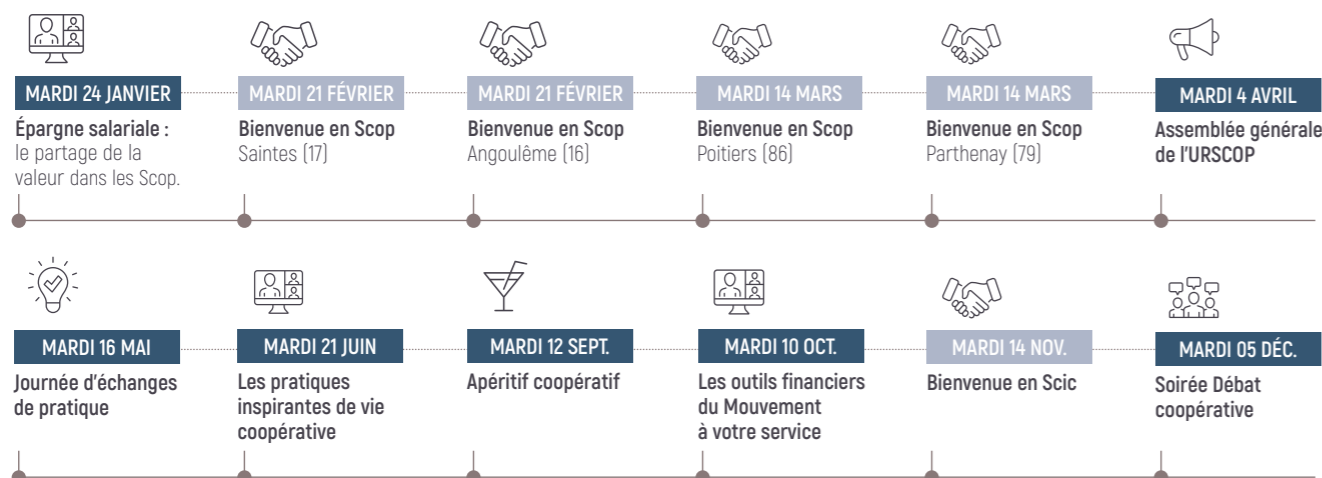 MARDI 24 JANVIER
Épargne salariale :
le partage de la
valeur dans les Scop.
MARDI 21 FÉVRIER
Bienvenue en Scop
Saintes (17)
MARDI 21 FÉVRIER
Bienvenue en Scop
Angoulême (16)
MARDI 14 MARS
Bienvenue en Scop
Poitiers (86)
MARDI 14 MARS
Bienvenue en Scop
Parthenay (79)
MARDI 4 AVRIL
Assemblée générale
de l'URSCOP
MARDI 16 MAI
Journée d'échanges
de pratique
MARDI 21 JUIN
Les pratiques
inspirantes de vie
coopérative
MARDI 12 SEPT.
Apéritif coopératif
MARDI 10 OCT.
Les outils financiers
du Mouvement
à votre service
MARDI 14 NOV.
Bienvenue en Scic
MARDI 05 DÉC.
Soirée Débat
coopérative